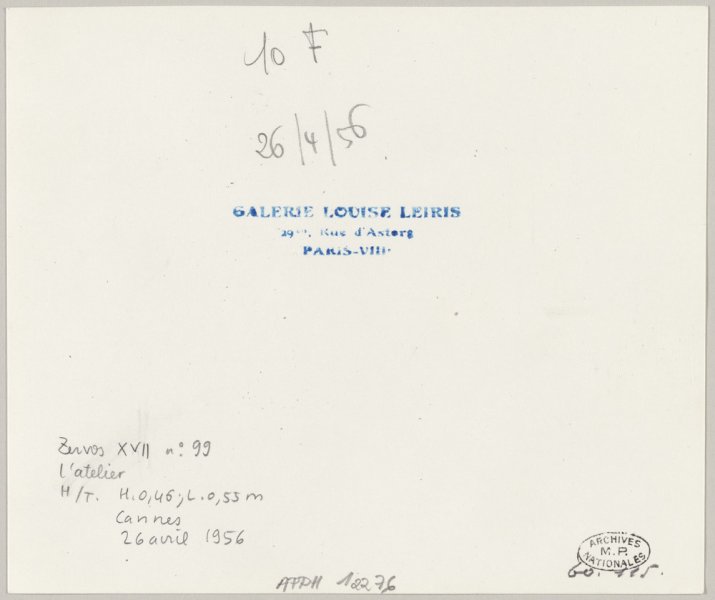 10 F
26/4/56
GALERIE LOUISE LEIRIS
29bis, Rue d'Astorg
PARIS-VIIIe
Zervos XVII n° 99
l'atelier
H/T. H.0,46; L.0,55 m
Cannes
26 avril 1956
ARCHIVES
M.P.
NATIONALES
APPH 12276